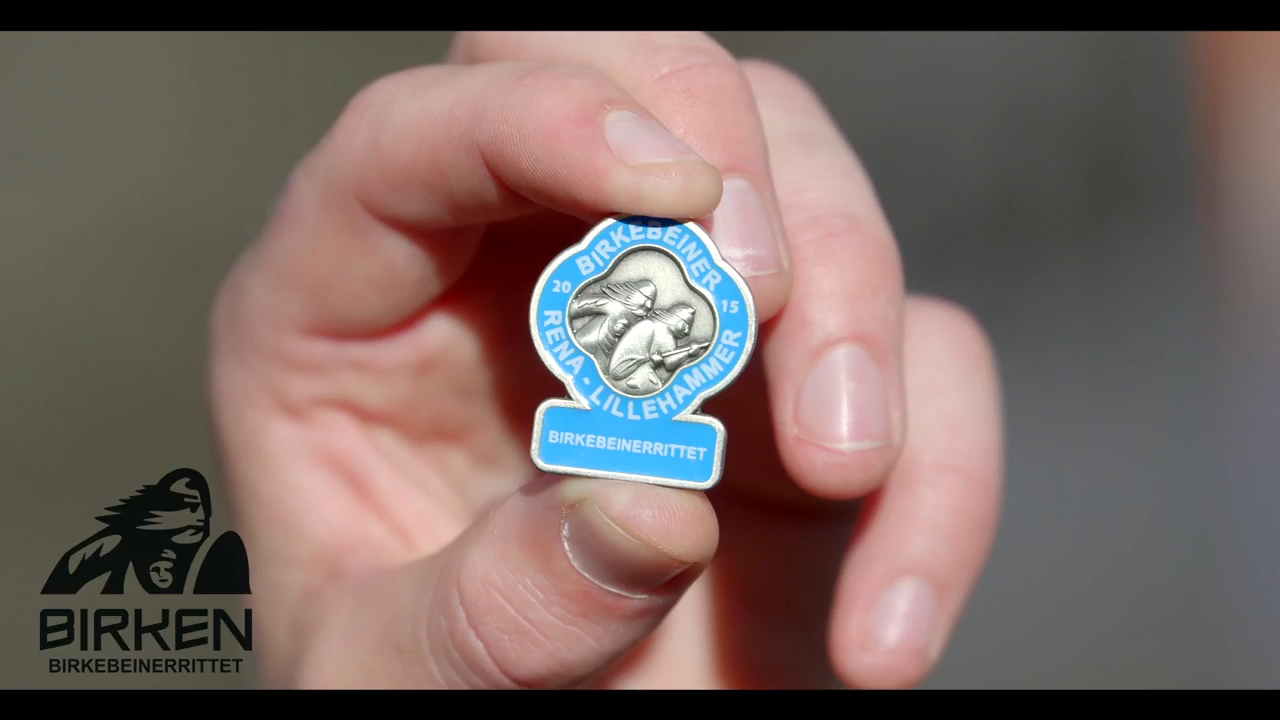 BIRKEBEINER
20 15
RENA - LILLEHAMMER
BIRKEBEINERRITTET
BIRKEN
BIRKEBEINERRITTET